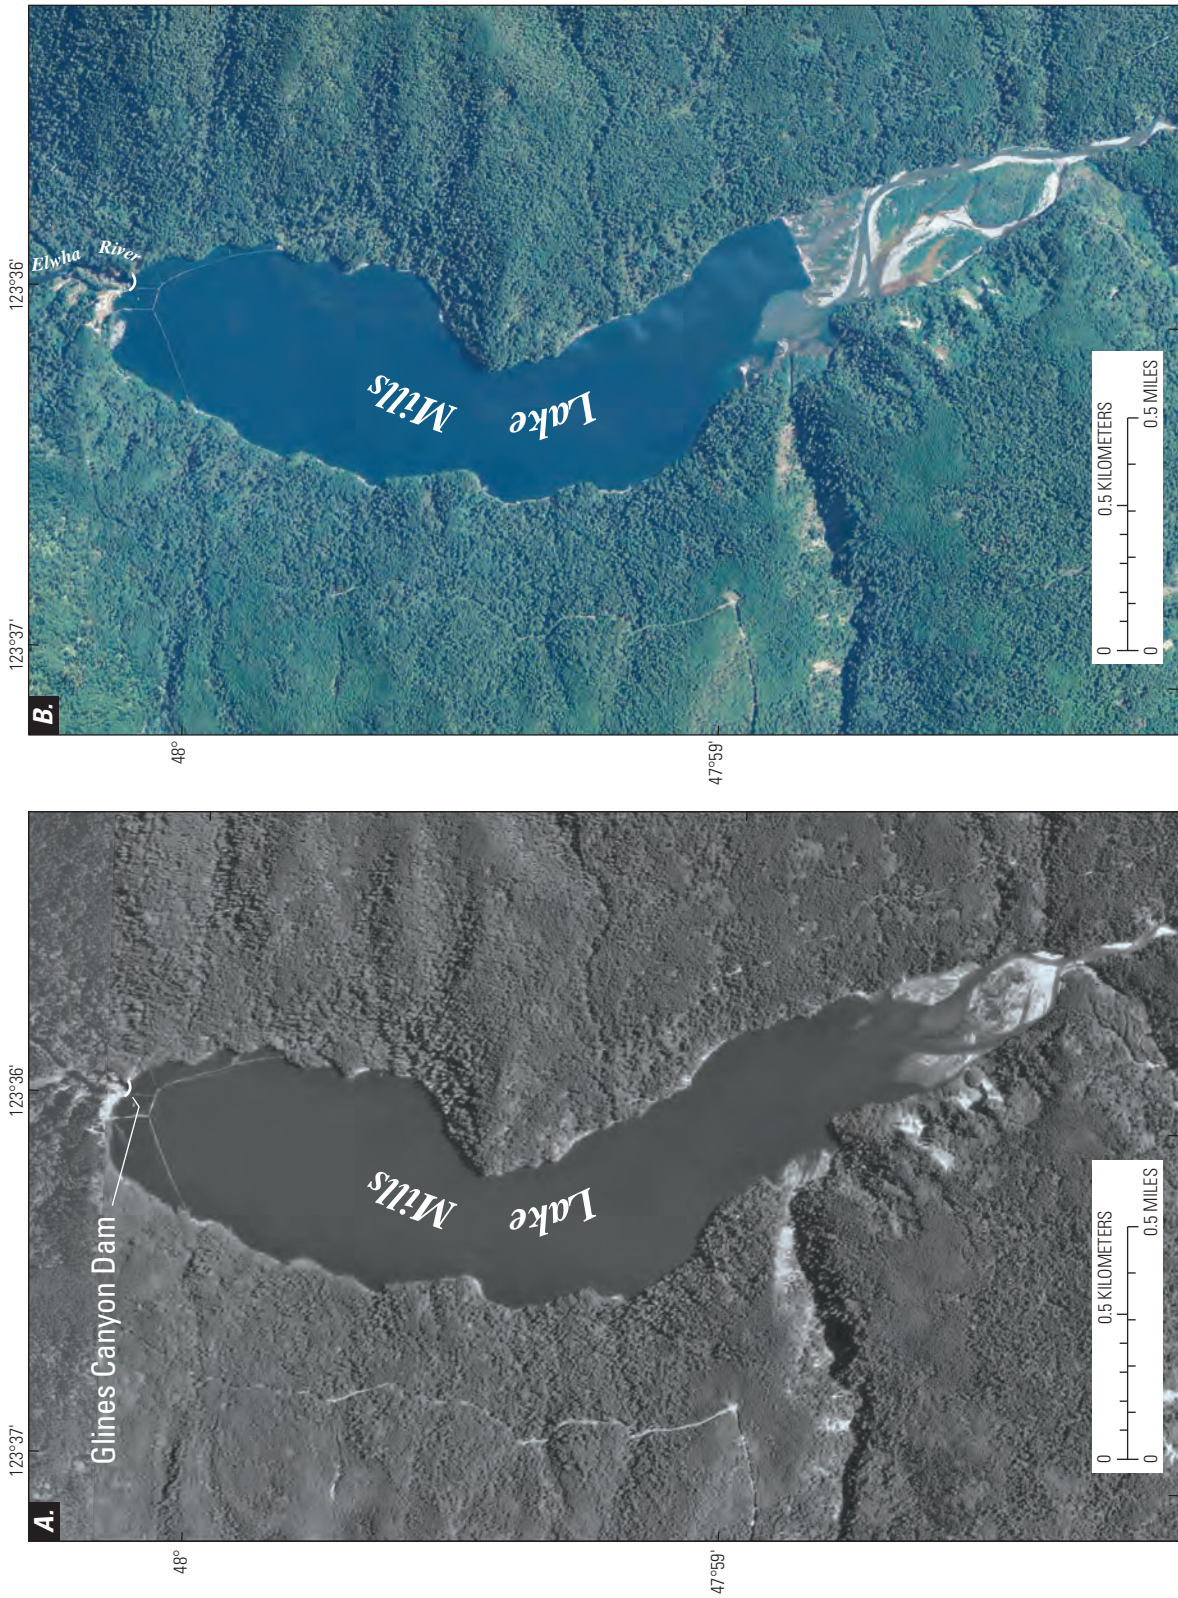 A.
123°37'
123°36'
48°
47°59'
Glines Canyon Dam
Lake
Mills
0 0.5 KILOMETERS
0 0.5 MILES
B.
123°37'
123°36'
48°
47°59'
Elwha River
Lake
Mills
0 0.5 KILOMETERS
0 0.5 MILES